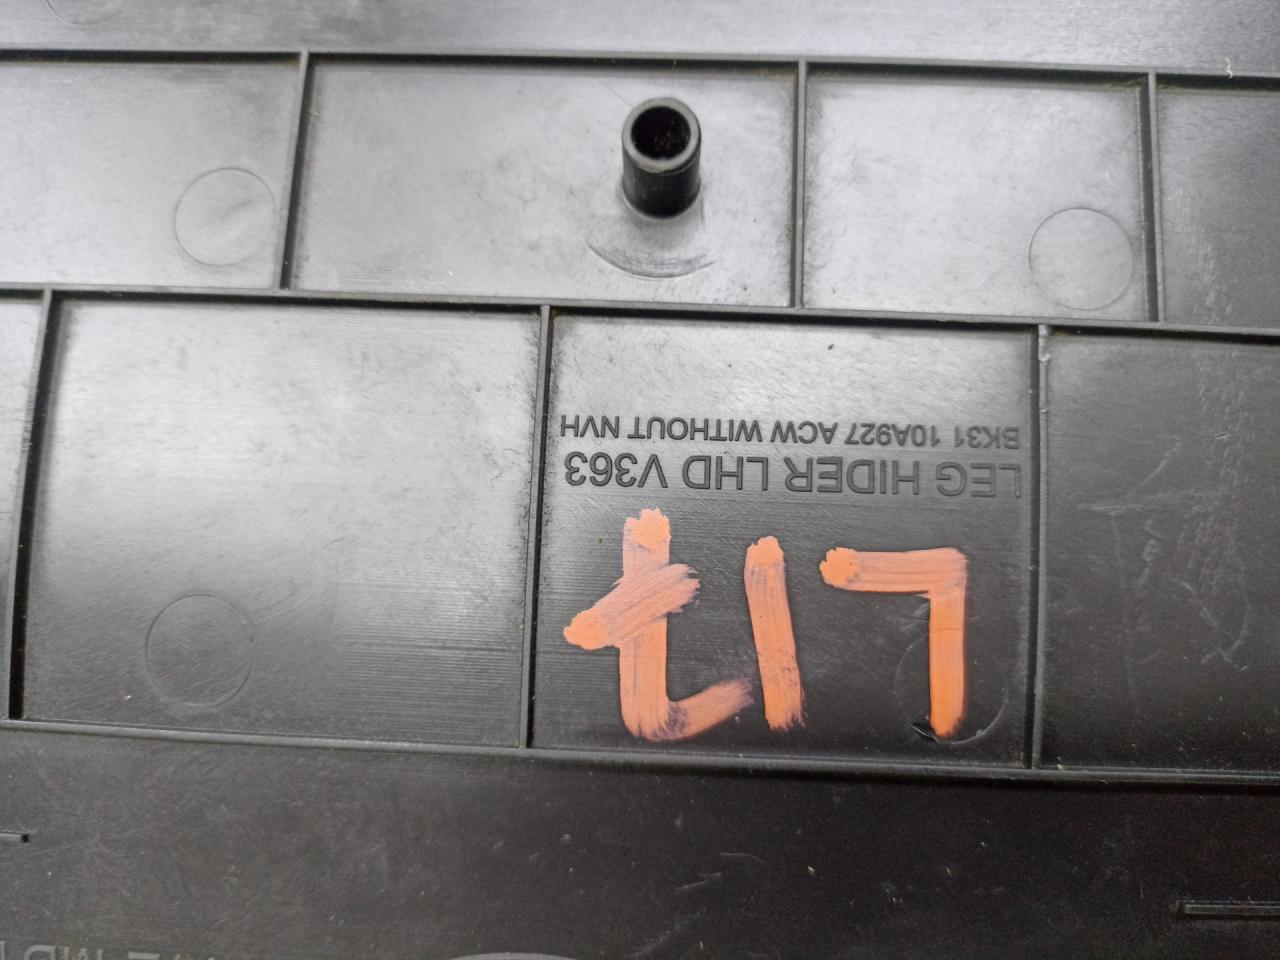 L17
LEG HIDER LHD V363
BK31 10A927 ACW WITHOUT NVH